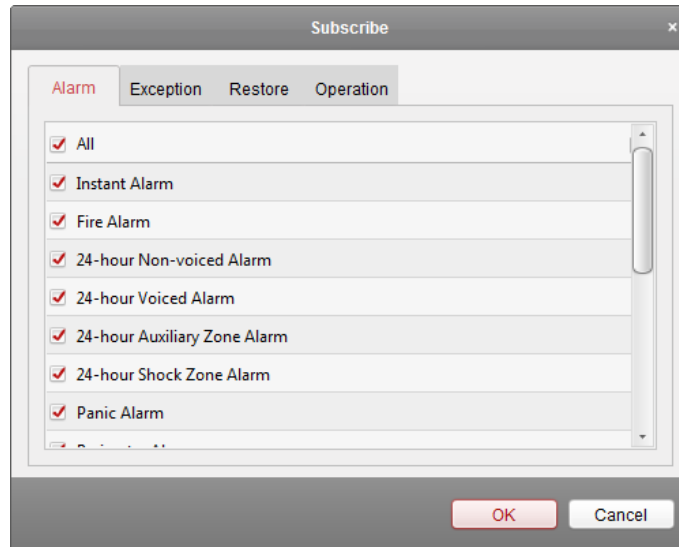 Subscribe
×
Alarm Exception Restore Operation
All
Instant Alarm
Fire Alarm
24-hour Non-voiced Alarm
24-hour Voiced Alarm
24-hour Auxiliary Zone Alarm
24-hour Shock Zone Alarm
Panic Alarm
OK Cancel